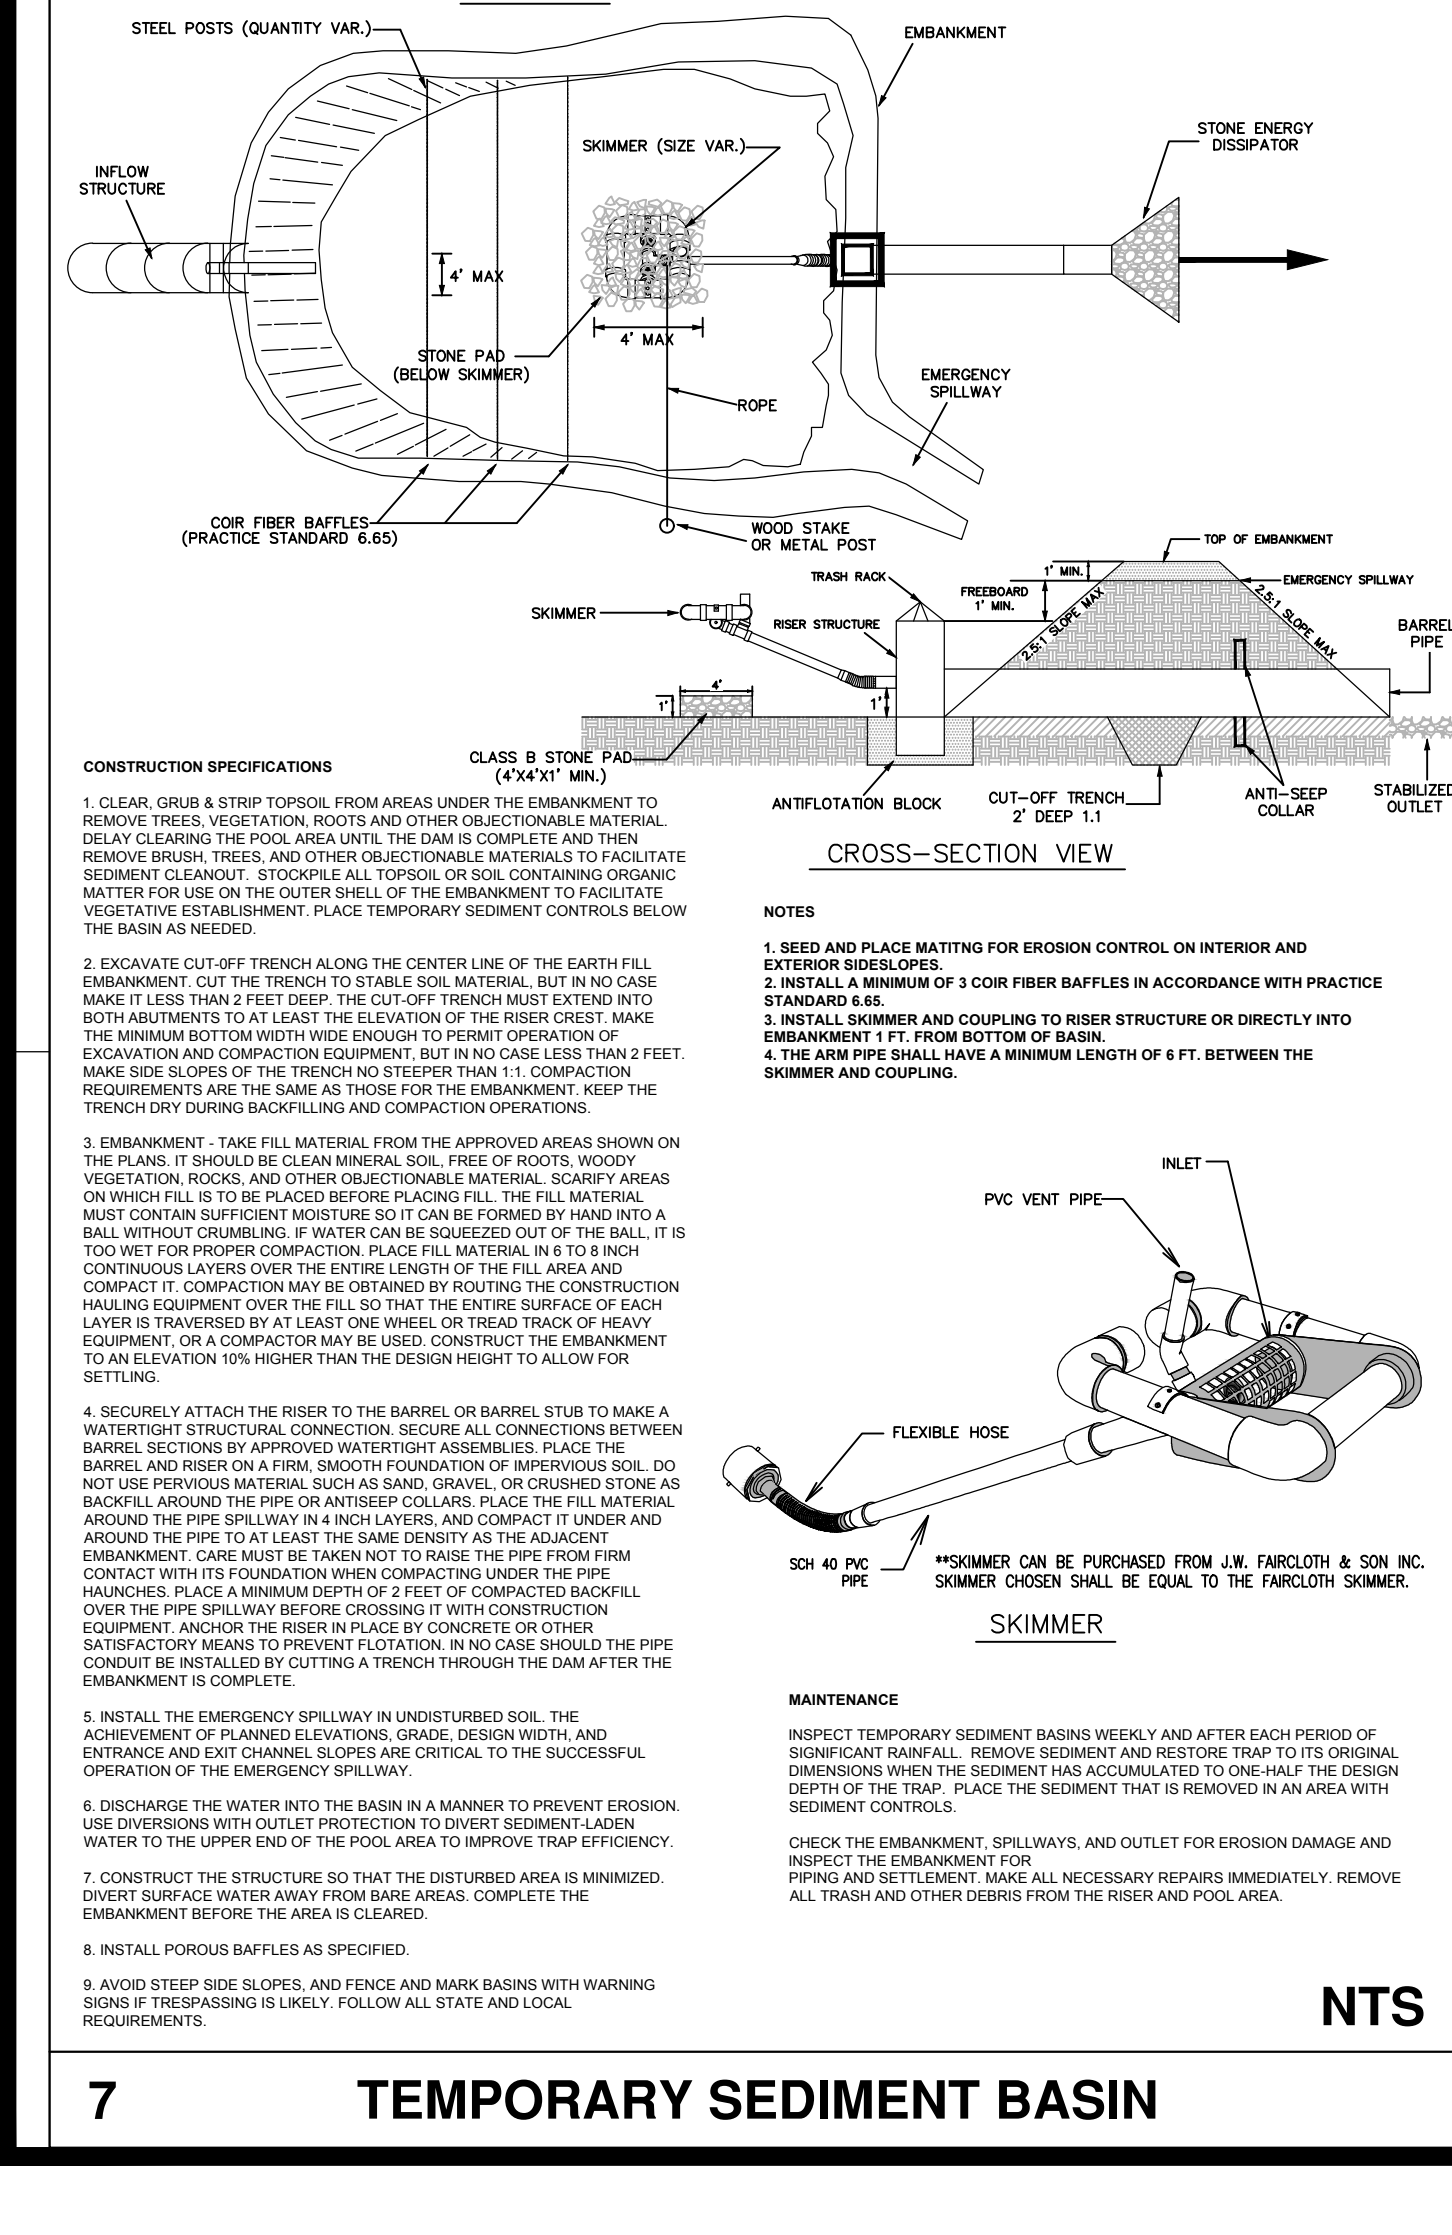 STEEL POSTS (QUANTITY VAR.)
EMBANKMENT
STONE ENERGY
DISSIPATOR
SKIMMER (SIZE VAR.)
INFLOW
STRUCTURE
4' MAX
4' MAX
STONE PAD
(BELOW SKIMMER)
EMERGENCY
SPILLWAY
ROPE
COIR FIBER BAFFLES
(PRACTICE STANDARD 6.65)
WOOD STAKE
OR METAL POST
TOP OF EMBANKMENT
1' MIN.
TRASH RACK
EMERGENCY SPILLWAY
FREEBOARD
1' MIN.
2.5:1 SLOPE MAX
2.5:1 SLOPE MAX
SKIMMER
RISER STRUCTURE
BARREL
PIPE
4'
1'
1'
CLASS B STONE PAD
(4'X4'X1' MIN.)
ANTIFLOTATION BLOCK
CUT-OFF TRENCH
2' DEEP 1.1
ANTI-SEEP
COLLAR
STABILIZED
OUTLET
CROSS-SECTION VIEW
CONSTRUCTION SPECIFICATIONS
1. CLEAR, GRUB & STRIP TOPSOIL FROM AREAS UNDER THE EMBANKMENT TO
REMOVE TREES, VEGETATION, ROOTS AND OTHER OBJECTIONABLE MATERIAL.
DELAY CLEARING THE POOL AREA UNTIL THE DAM IS COMPLETE AND THEN
REMOVE BRUSH, TREES, AND OTHER OBJECTIONABLE MATERIALS TO FACILITATE
SEDIMENT CLEANOUT. STOCKPILE ALL TOPSOIL OR SOIL CONTAINING ORGANIC
MATTER FOR USE ON THE OUTER SHELL OF THE EMBANKMENT TO FACILITATE
VEGETATIVE ESTABLISHMENT. PLACE TEMPORARY SEDIMENT CONTROLS BELOW
THE BASIN AS NEEDED.
2. EXCAVATE CUT-0FF TRENCH ALONG THE CENTER LINE OF THE EARTH FILL
EMBANKMENT. CUT THE TRENCH TO STABLE SOIL MATERIAL, BUT IN NO CASE
MAKE IT LESS THAN 2 FEET DEEP. THE CUT-OFF TRENCH MUST EXTEND INTO
BOTH ABUTMENTS TO AT LEAST THE ELEVATION OF THE RISER CREST. MAKE
THE MINIMUM BOTTOM WIDTH WIDE ENOUGH TO PERMIT OPERATION OF
EXCAVATION AND COMPACTION EQUIPMENT, BUT IN NO CASE LESS THAN 2 FEET.
MAKE SIDE SLOPES OF THE TRENCH NO STEEPER THAN 1:1. COMPACTION
REQUIREMENTS ARE THE SAME AS THOSE FOR THE EMBANKMENT. KEEP THE
TRENCH DRY DURING BACKFILLING AND COMPACTION OPERATIONS.
3. EMBANKMENT - TAKE FILL MATERIAL FROM THE APPROVED AREAS SHOWN ON
THE PLANS. IT SHOULD BE CLEAN MINERAL SOIL, FREE OF ROOTS, WOODY
VEGETATION, ROCKS, AND OTHER OBJECTIONABLE MATERIAL. SCARIFY AREAS
ON WHICH FILL IS TO BE PLACED BEFORE PLACING FILL. THE FILL MATERIAL
MUST CONTAIN SUFFICIENT MOISTURE SO IT CAN BE FORMED BY HAND INTO A
BALL WITHOUT CRUMBLING. IF WATER CAN BE SQUEEZED OUT OF THE BALL, IT IS
TOO WET FOR PROPER COMPACTION. PLACE FILL MATERIAL IN 6 TO 8 INCH
CONTINUOUS LAYERS OVER THE ENTIRE LENGTH OF THE FILL AREA AND
COMPACT IT. COMPACTION MAY BE OBTAINED BY ROUTING THE CONSTRUCTION
HAULING EQUIPMENT OVER THE FILL SO THAT THE ENTIRE SURFACE OF EACH
LAYER IS TRAVERSED BY AT LEAST ONE WHEEL OR TREAD TRACK OF HEAVY
EQUIPMENT, OR A COMPACTOR MAY BE USED. CONSTRUCT THE EMBANKMENT
TO AN ELEVATION 10% HIGHER THAN THE DESIGN HEIGHT TO ALLOW FOR
SETTLING.
4. SECURELY ATTACH THE RISER TO THE BARREL OR BARREL STUB TO MAKE A
WATERTIGHT STRUCTURAL CONNECTION. SECURE ALL CONNECTIONS BETWEEN
BARREL SECTIONS BY APPROVED WATERTIGHT ASSEMBLIES. PLACE THE
BARREL AND RISER ON A FIRM, SMOOTH FOUNDATION OF IMPERVIOUS SOIL. DO
NOT USE PERVIOUS MATERIAL SUCH AS SAND, GRAVEL, OR CRUSHED STONE AS
BACKFILL AROUND THE PIPE OR ANTISEEP COLLARS. PLACE THE FILL MATERIAL
AROUND THE PIPE SPILLWAY IN 4 INCH LAYERS, AND COMPACT IT UNDER AND
AROUND THE PIPE TO AT LEAST THE SAME DENSITY AS THE ADJACENT
EMBANKMENT. CARE MUST BE TAKEN NOT TO RAISE THE PIPE FROM FIRM
CONTACT WITH ITS FOUNDATION WHEN COMPACTING UNDER THE PIPE
HAUNCHES. PLACE A MINIMUM DEPTH OF 2 FEET OF COMPACTED BACKFILL
OVER THE PIPE SPILLWAY BEFORE CROSSING IT WITH CONSTRUCTION
EQUIPMENT. ANCHOR THE RISER IN PLACE BY CONCRETE OR OTHER
SATISFACTORY MEANS TO PREVENT FLOTATION. IN NO CASE SHOULD THE PIPE
CONDUIT BE INSTALLED BY CUTTING A TRENCH THROUGH THE DAM AFTER THE
EMBANKMENT IS COMPLETE.
5. INSTALL THE EMERGENCY SPILLWAY IN UNDISTURBED SOIL. THE
ACHIEVEMENT OF PLANNED ELEVATIONS, GRADE, DESIGN WIDTH, AND
ENTRANCE AND EXIT CHANNEL SLOPES ARE CRITICAL TO THE SUCCESSFUL
OPERATION OF THE EMERGENCY SPILLWAY.
6. DISCHARGE THE WATER INTO THE BASIN IN A MANNER TO PREVENT EROSION.
USE DIVERSIONS WITH OUTLET PROTECTION TO DIVERT SEDIMENT-LADEN
WATER TO THE UPPER END OF THE POOL AREA TO IMPROVE TRAP EFFICIENCY.
7. CONSTRUCT THE STRUCTURE SO THAT THE DISTURBED AREA IS MINIMIZED.
DIVERT SURFACE WATER AWAY FROM BARE AREAS. COMPLETE THE
EMBANKMENT BEFORE THE AREA IS CLEARED.
8. INSTALL POROUS BAFFLES AS SPECIFIED.
9. AVOID STEEP SIDE SLOPES, AND FENCE AND MARK BASINS WITH WARNING
SIGNS IF TRESPASSING IS LIKELY. FOLLOW ALL STATE AND LOCAL
REQUIREMENTS.
NOTES
1. SEED AND PLACE MATITNG FOR EROSION CONTROL ON INTERIOR AND
EXTERIOR SIDESLOPES.
2. INSTALL A MINIMUM OF 3 COIR FIBER BAFFLES IN ACCORDANCE WITH PRACTICE
STANDARD 6.65.
3. INSTALL SKIMMER AND COUPLING TO RISER STRUCTURE OR DIRECTLY INTO
EMBANKMENT 1 FT. FROM BOTTOM OF BASIN.
4. THE ARM PIPE SHALL HAVE A MINIMUM LENGTH OF 6 FT. BETWEEN THE
SKIMMER AND COUPLING.
INLET
PVC VENT PIPE
FLEXIBLE HOSE
SCH 40 PVC
PIPE
**SKIMMER CAN BE PURCHASED FROM J.W. FAIRCLOTH & SON INC.
SKIMMER CHOSEN SHALL BE EQUAL TO THE FAIRCLOTH SKIMMER.
SKIMMER
MAINTENANCE
INSPECT TEMPORARY SEDIMENT BASINS WEEKLY AND AFTER EACH PERIOD OF
SIGNIFICANT RAINFALL. REMOVE SEDIMENT AND RESTORE TRAP TO ITS ORIGINAL
DIMENSIONS WHEN THE SEDIMENT HAS ACCUMULATED TO ONE-HALF THE DESIGN
DEPTH OF THE TRAP. PLACE THE SEDIMENT THAT IS REMOVED IN AN AREA WITH
SEDIMENT CONTROLS.
CHECK THE EMBANKMENT, SPILLWAYS, AND OUTLET FOR EROSION DAMAGE AND
INSPECT THE EMBANKMENT FOR
PIPING AND SETTLEMENT. MAKE ALL NECESSARY REPAIRS IMMEDIATELY. REMOVE
ALL TRASH AND OTHER DEBRIS FROM THE RISER AND POOL AREA.
NTS
7
TEMPORARY SEDIMENT BASIN